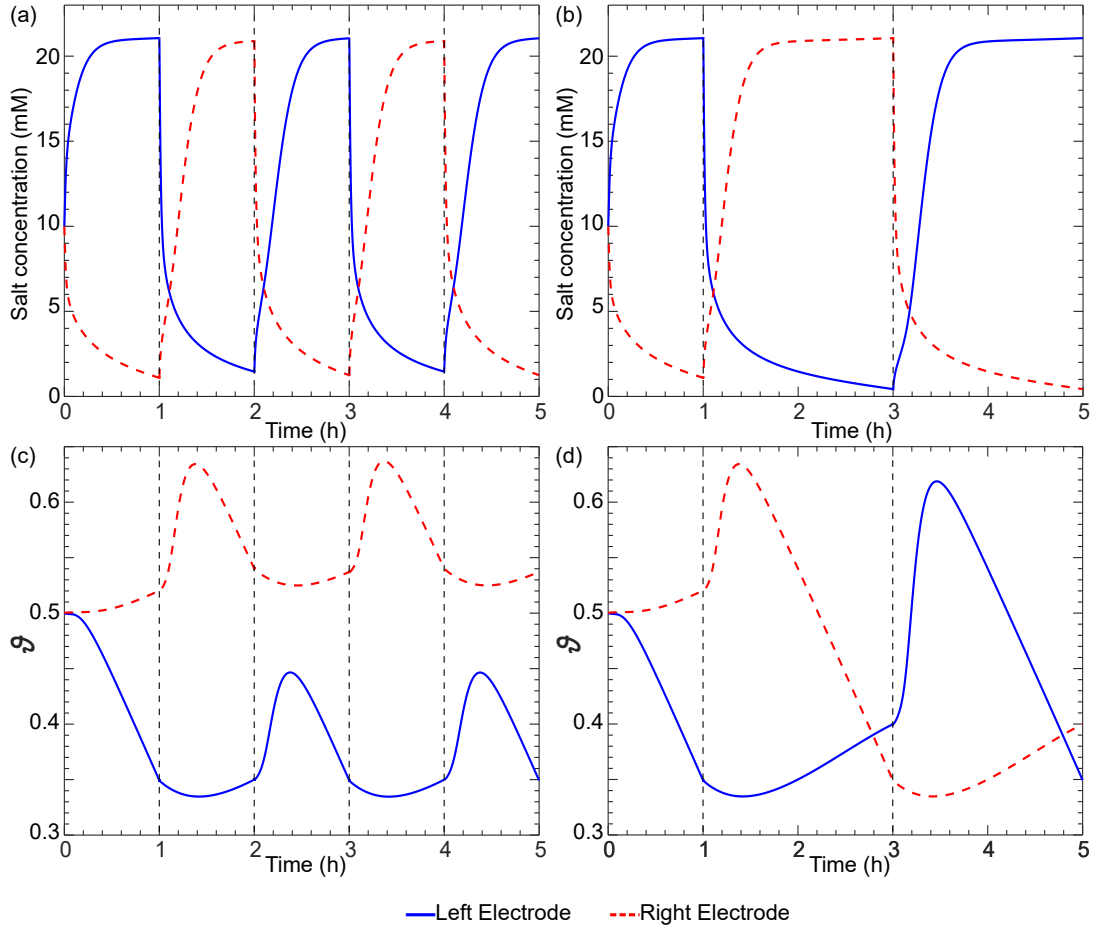 (a)
(b)
20
15
10
5
0
Salt concentration (mM)
0 1 2 3 4 5
Time (h)
20
15
10
5
0
Salt concentration (mM)
0 1 2 3 4 5
Time (h)
(c)
(d)
0.6
0.5
0.4
0.3
ϑ
0 1 2 3 4 5
Time (h)
0.6
0.5
0.4
0.3
ϑ
0 1 2 3 4 5
Time (h)
Left Electrode
Right Electrode